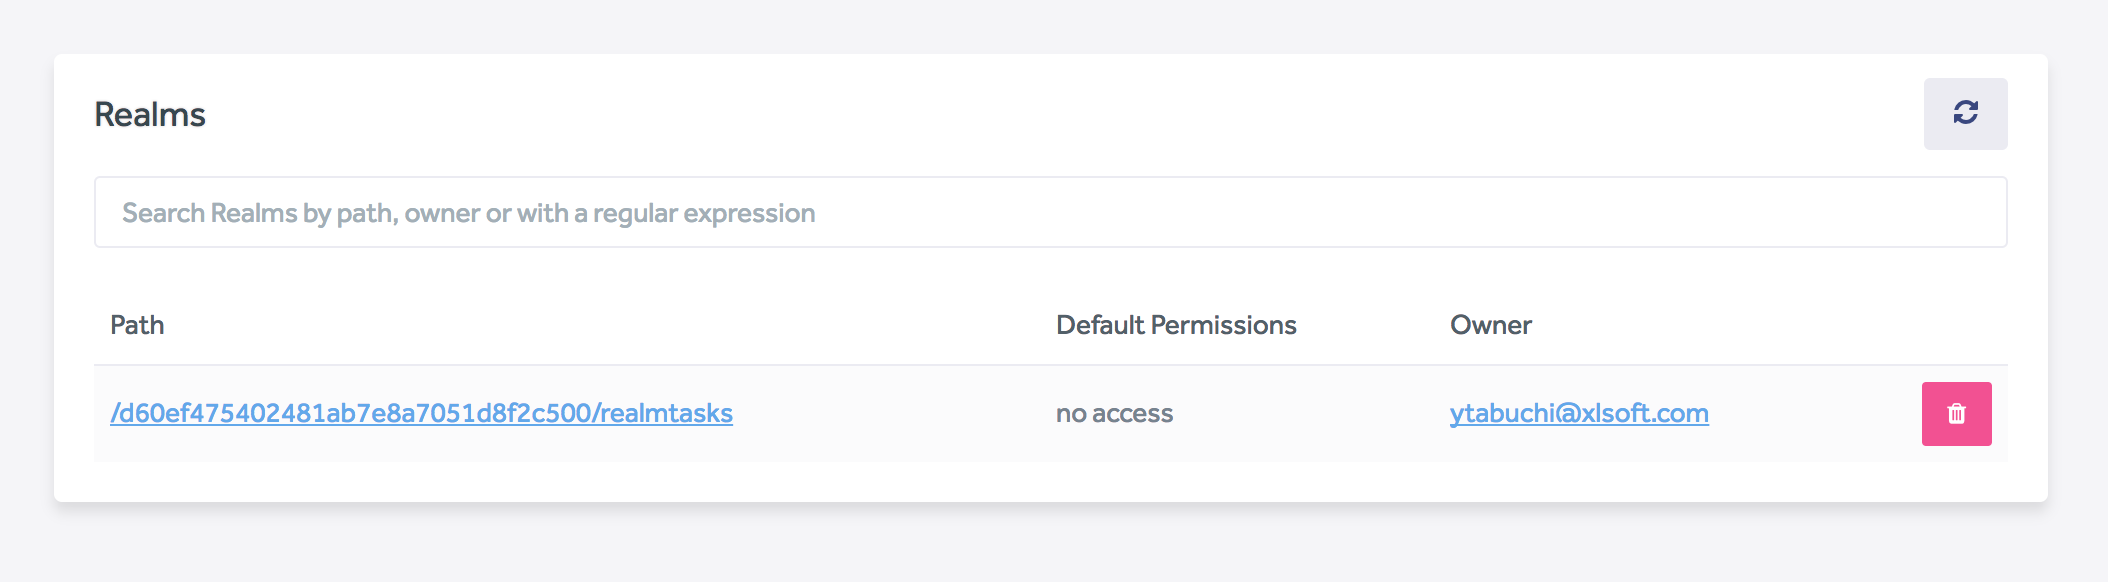 Realms
Search Realms by path, owner or with a regular expression
Path Default Permissions Owner
/d60ef475402481ab7e8a7051d8f2c500/realmtasks no access ytabuchi@xlsoft.com